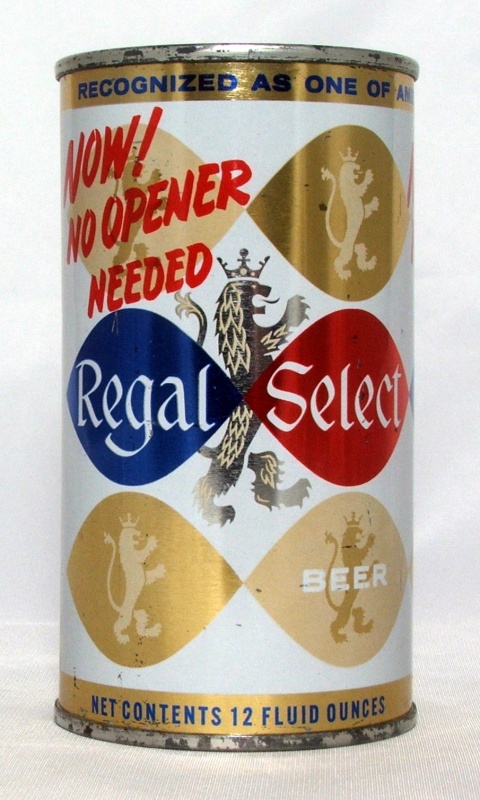 RECOGNIZED AS ONE OF
NOW!
NO OPENER
NEEDED
Regal Select
BEER
NET CONTENTS 12 FLUID OUNCES